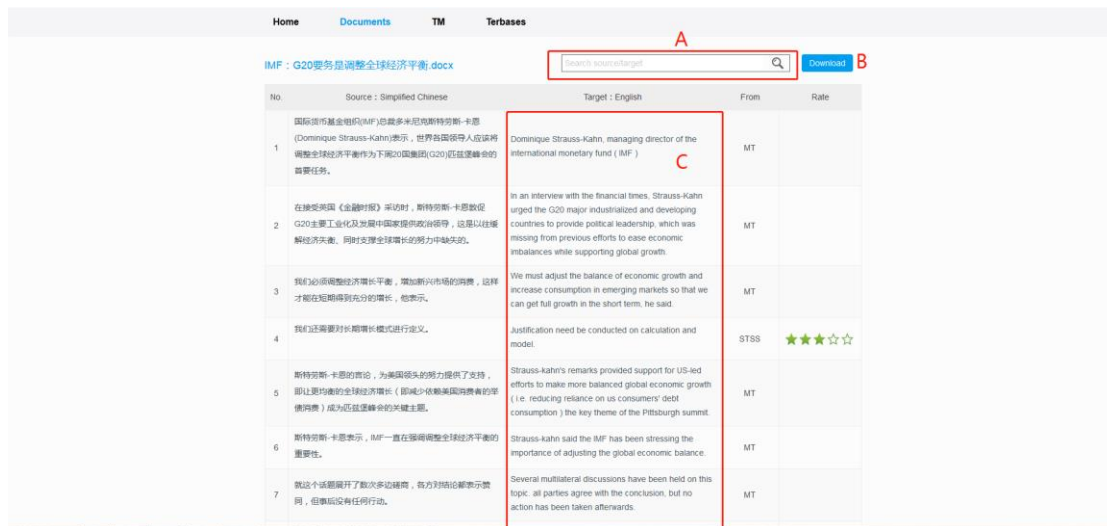 Home Documents TM Terbases
A
IMF：G20要务是调整全球经济平衡.docx Search source/target Download B
No. Source : Simplified Chinese Target : English From Rate
国际货币基金组织(IMF)总裁多米尼克斯特劳斯-卡恩
(Dominique Strauss-Kahn)表示，世界各国领导人应该将
调整全球经济平衡作为下周20国集团(G20)匹兹堡峰会的
首要任务。
1
Dominique Strauss-Kahn, managing director of the
international monetary fund ( IMF )
C
MT
在接受英国《金融时报》采访时，斯特劳斯-卡恩敦促
G20主要工业化及发展中国家提供政治领导，这是以往缓
解经济失衡、同时支撑全球增长的努力中缺失的。
2
In an interview with the financial times, Strauss-Kahn
urged the G20 major industrialized and developing
countries to provide political leadership, which was
missing from previous efforts to ease economic
imbalances while supporting global growth.
MT
我们必须调整经济增长平衡，增加新兴市场的消费，这样
才能在短期得到充分的增长，他表示。
3
We must adjust the balance of economic growth and
increase consumption in emerging markets so that we
can get full growth in the short term, he said.
MT
我们还需要对长期增长模式进行定义。
4
Justification need be conducted on calculation and
model.
STSS
斯特劳斯-卡恩的言论，为美国领头的努力提供了支持，
即让更均衡的全球经济增长（即减少依赖美国消费者的举
债消费）成为匹兹堡峰会的关键主题。
5
Strauss-kahn's remarks provided support for US-led
efforts to make more balanced global economic growth
( i.e. reducing reliance on us consumers' debt
consumption ) the key theme of the Pittsburgh summit.
MT
斯特劳斯-卡恩表示，IMF一直在强调调整全球经济平衡的
重要性。
6
Strauss-kahn said the IMF has been stressing the
importance of adjusting the global economic balance.
MT
就这个话题展开了数次多边磋商，各方对结论都表示赞
同，但事后没有任何行动。
7
Several multilateral discussions have been held on this
topic. all parties agree with the conclusion, but no
action has been taken afterwards.
MT